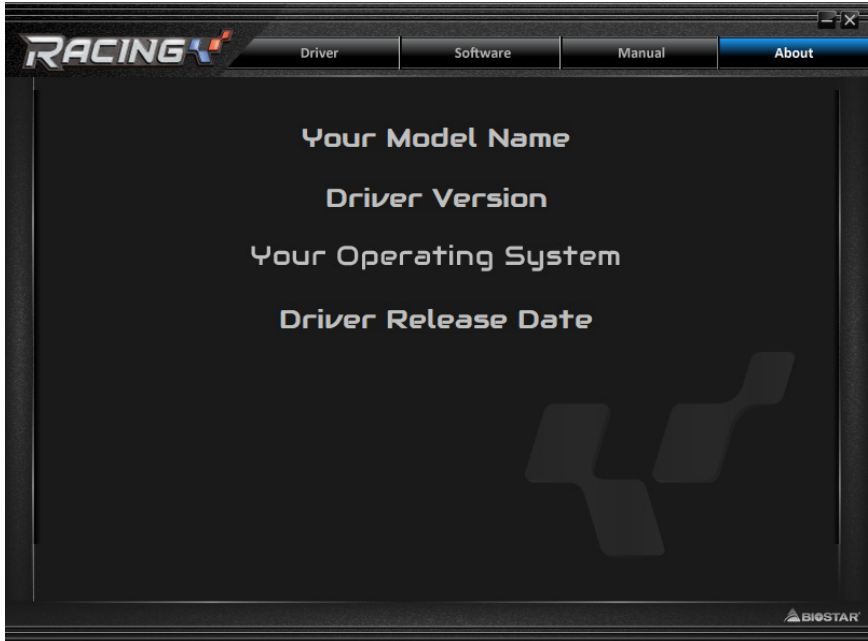 RACING
Driver Software Manual About
Your Model Name
Driver Version
Your Operating System
Driver Release Date
BIOSTAR